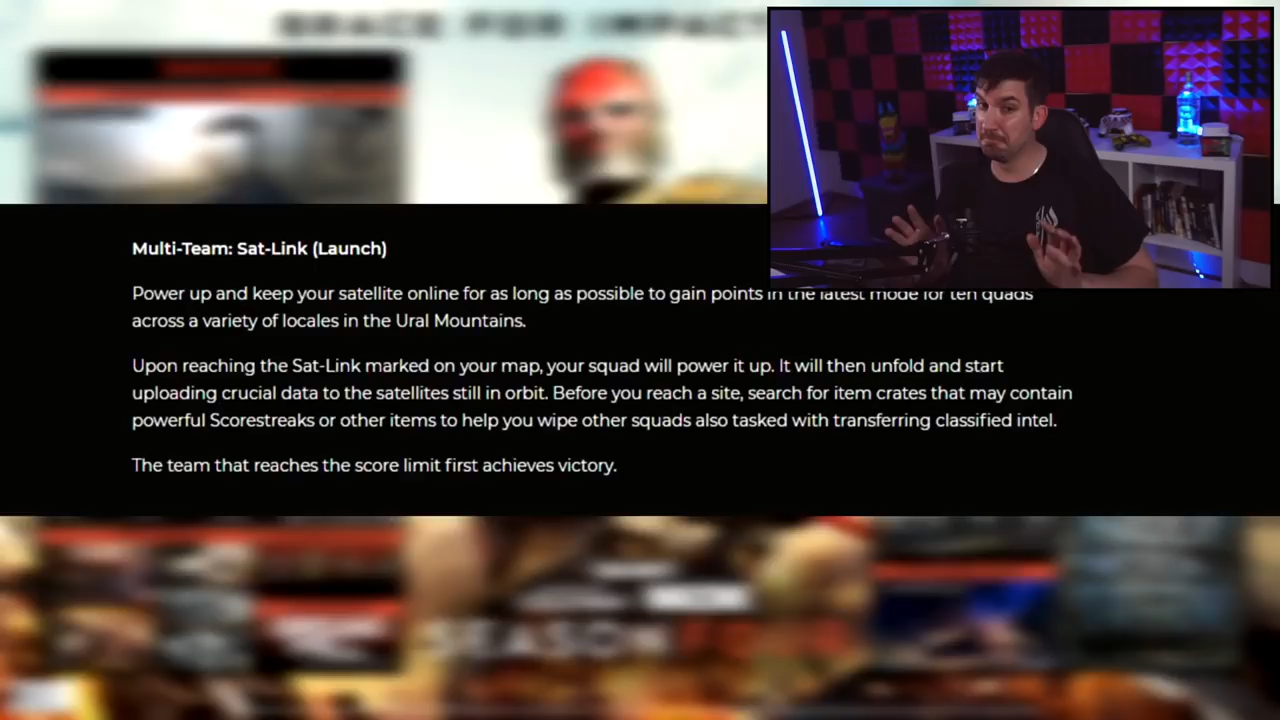 BRACE FOR IMPACT
Multi-Team: Sat-Link (Launch)
Power up and keep your satellite online for as long as possible to gain points in the latest mode for ten quads
across a variety of locales in the Ural Mountains.
Upon reaching the Sat-Link marked on your map, your squad will power it up. It will then unfold and start
uploading crucial data to the satellites still in orbit. Before you reach a site, search for item crates that may contain
powerful Scorestreaks or other items to help you wipe other squads also tasked with transferring classified intel.
The team that reaches the score limit first achieves victory.
SEASON